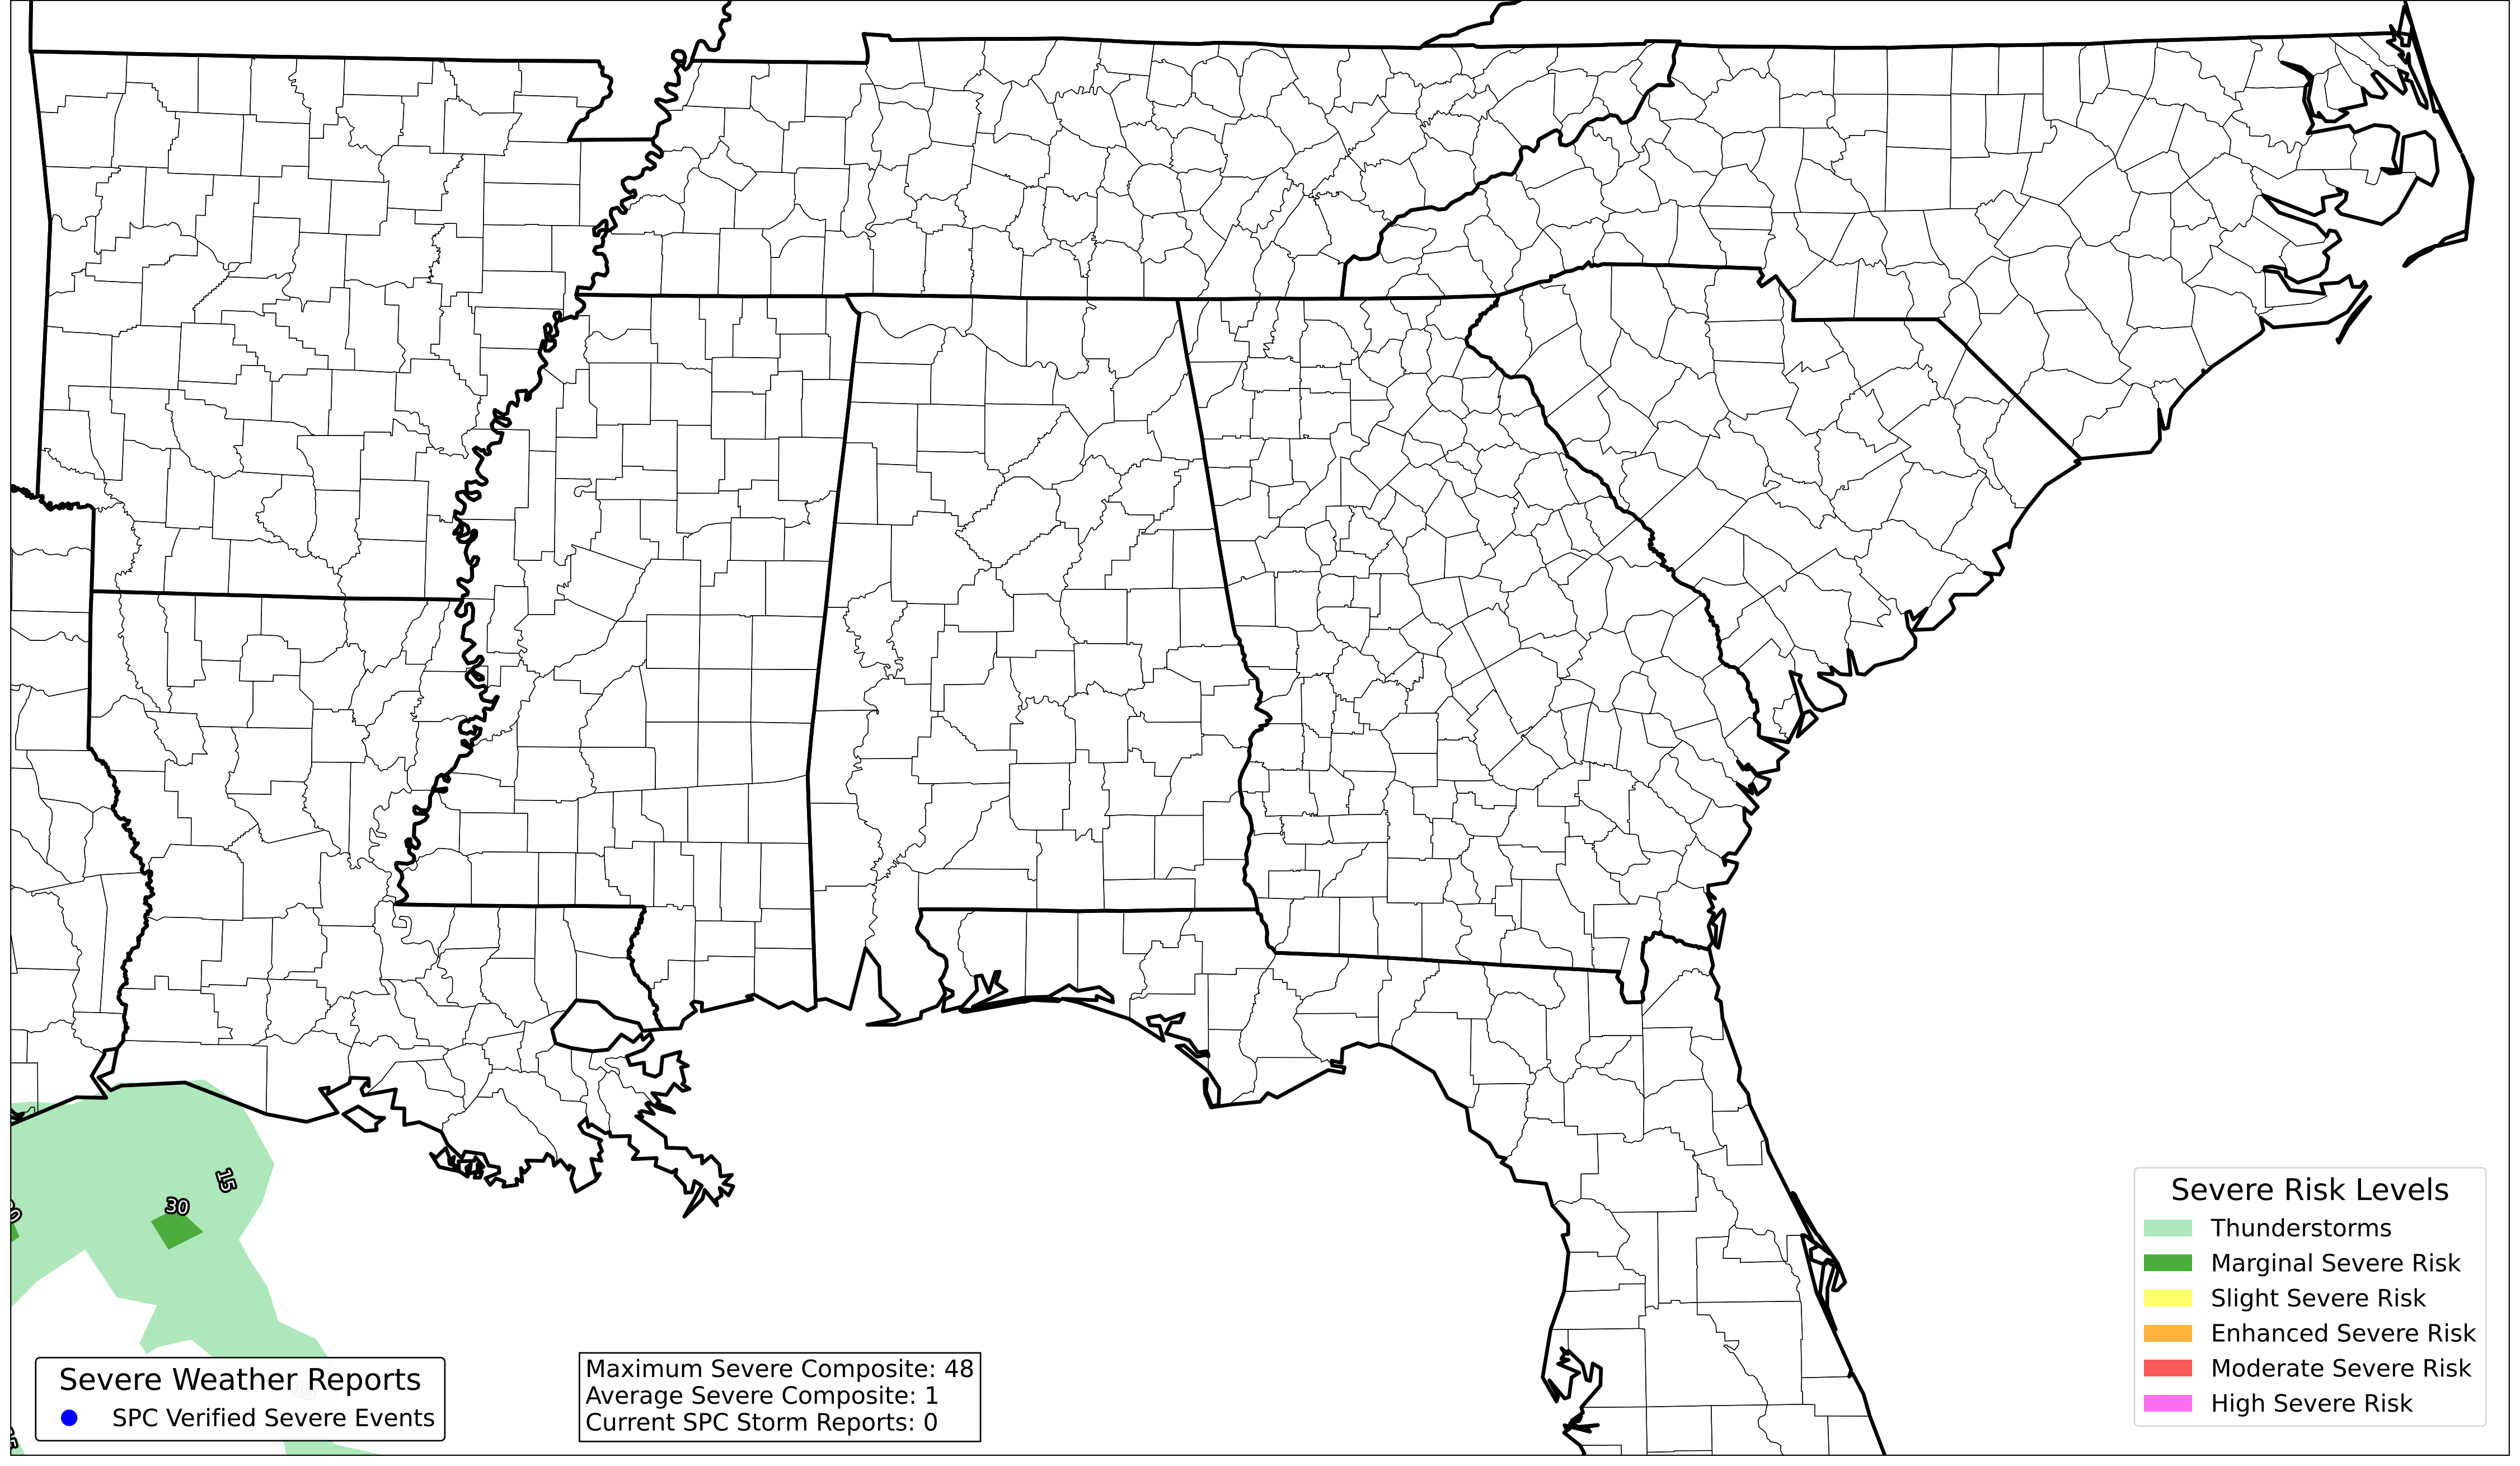 15
30
Severe Weather Reports
SPC Verified Severe Events
Maximum Severe Composite: 48
Average Severe Composite: 1
Current SPC Storm Reports: 0
Severe Risk Levels
Thunderstorms
Marginal Severe Risk
Slight Severe Risk
Enhanced Severe Risk
Moderate Severe Risk
High Severe Risk